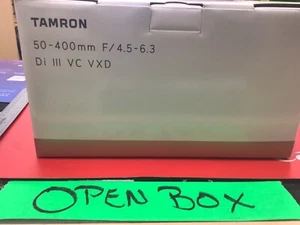 TAMRON
50-400mm F/4.5-6.3
Di III VC VXD
OPEN BOX